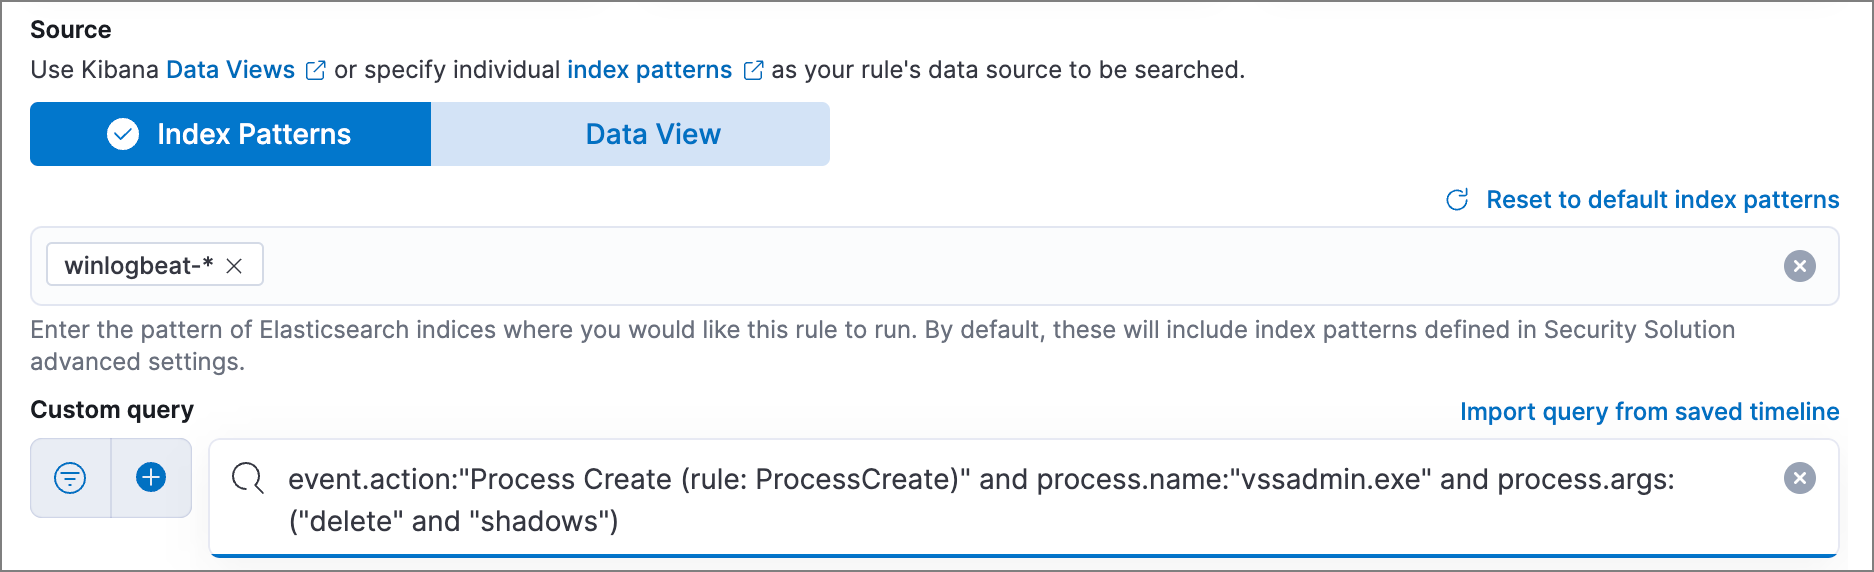 Source
Use Kibana Data Views or specify individual index patterns as your rule's data source to be searched.
Index Patterns Data View
Reset to default index patterns
winlogbeat-*
Enter the pattern of Elasticsearch indices where you would like this rule to run. By default, these will include index patterns defined in Security Solution
advanced settings.
Custom query Import query from saved timeline
event.action:"Process Create (rule: ProcessCreate)" and process.name:"vssadmin.exe" and process.args:
("delete" and "shadows")